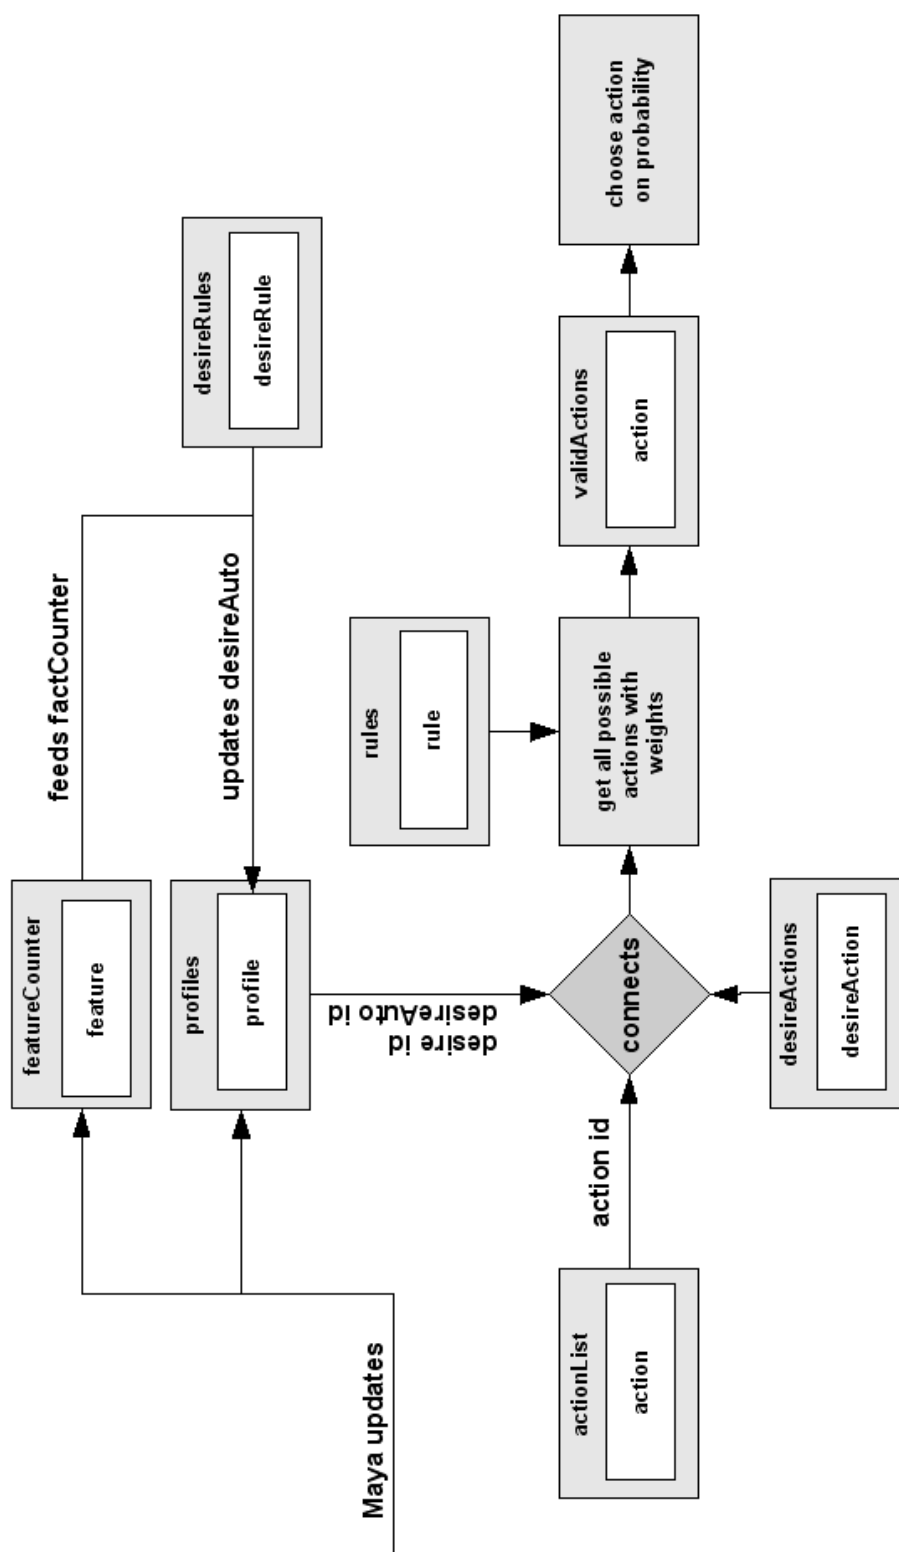 featureCounter
feature
feeds factCounter
profiles
profile
updates desireAuto
desireRules
desireRule
Maya updates
desire id
desireAuto id
rules
rule
actionList
action
action id
connects
get all possible
actions with
weights
validActions
action
choose action
on probability
desireActions
desireAction